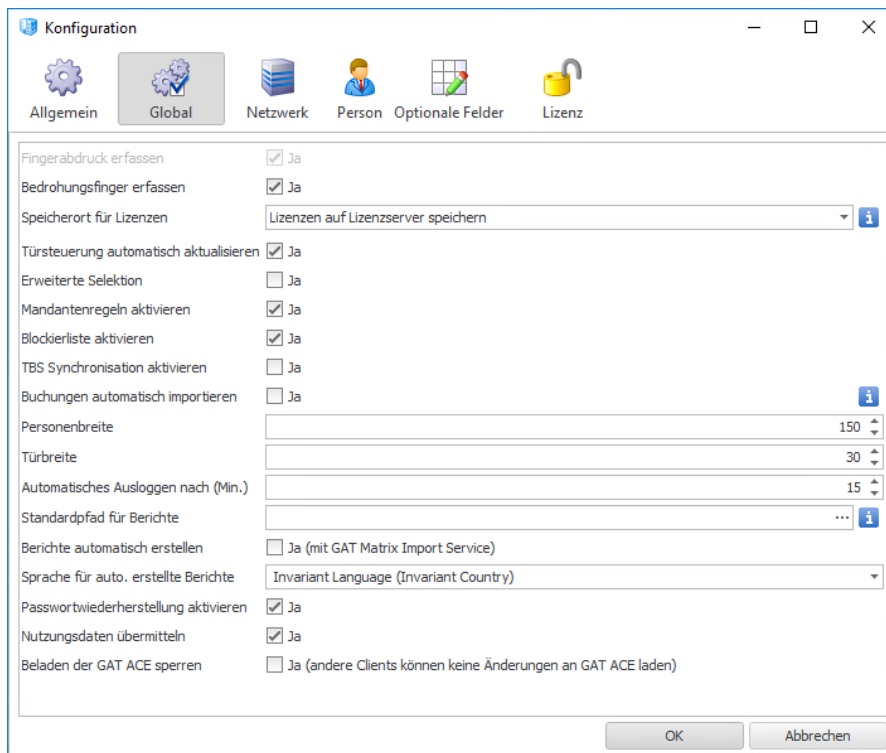 Konfiguration
Allgemein Global Netzwerk Person Optionale Felder Lizenz
Fingerabdruck erfassen Ja
Bedrohungsfinger erfassen Ja
Speicherort für Lizenzen Lizenzen auf Lizenzserver speichern
Türsteuerung automatisch aktualisieren Ja
Erweiterte Selektion Ja
Mandantenregeln aktivieren Ja
Blockierliste aktivieren Ja
TBS Synchronisation aktivieren Ja
Buchungen automatisch importieren Ja
Personenbreite 150
Türbreite 30
Automatisches Ausloggen nach (Min.) 15
Standardpfad für Berichte ...
Berichte automatisch erstellen Ja (mit GAT Matrix Import Service)
Sprache für auto. erstellte Berichte Invariant Language (Invariant Country)
Passwortwiederherstellung aktivieren Ja
Nutzungsdaten übermitteln Ja
Beladen der GAT ACE sperren Ja (andere Clients können keine Änderungen an GAT ACE laden)
OK Abbrechen